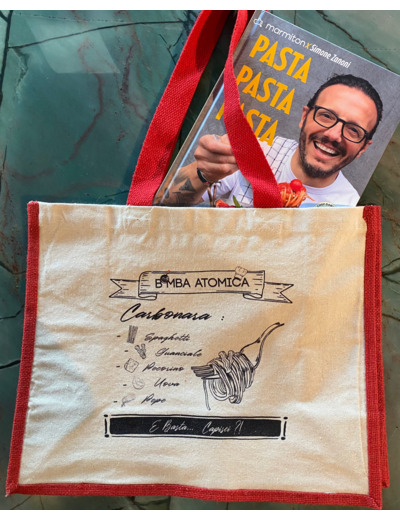 marmiton x Simone Zanoni
PASTA
PASTA
PASTA
BOMBA ATOMICA
Carbonara :
- Spaghetti
- Guanciale
- Pecorino
- Uova
- Pepe
E Basta... Capisci ?!